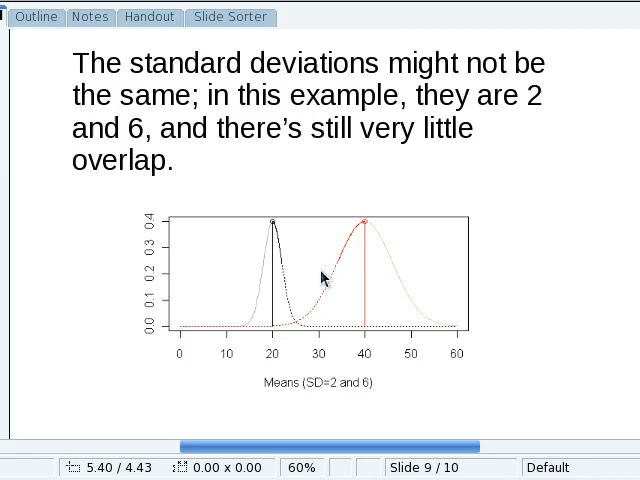 Outline Notes Handout Slide Sorter
The standard deviations might not be
the same; in this example, they are 2
and 6, and there’s still very little
overlap.
0.4
0.3
0.2
0.1
0.0
0 10 20 30 40 50 60
Means (SD=2 and 6)
5.40 / 4.43 0.00 x 0.00 60% Slide 9 / 10 Default